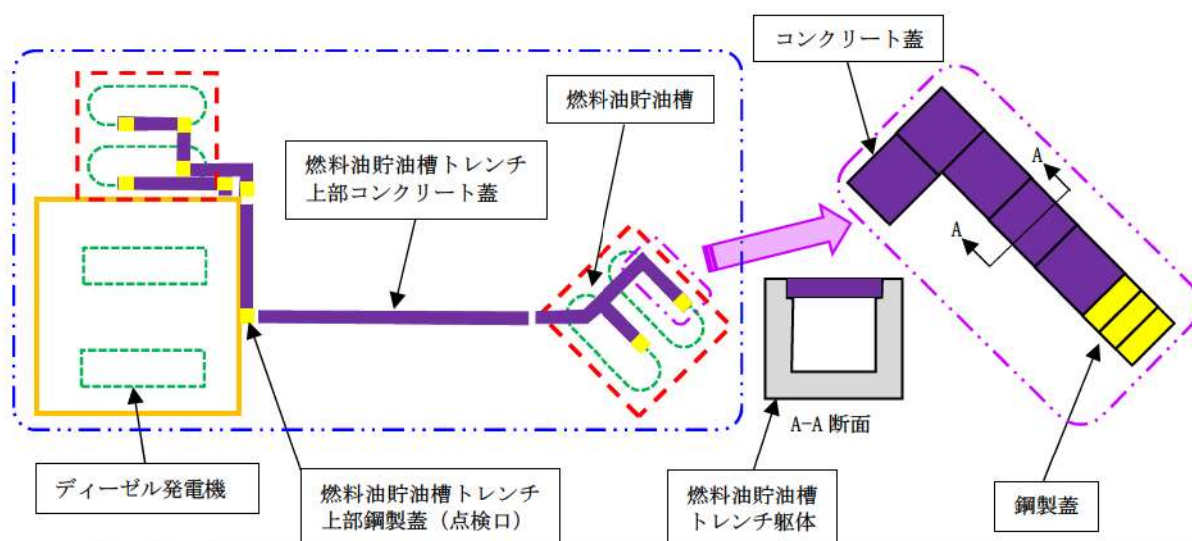 コンクリート蓋
燃料油貯油槽
燃料油貯油槽トレンチ
上部コンクリート蓋
A
A
A-A 断面
ディーゼル発電機
燃料油貯油槽トレンチ
上部鋼製蓋（点検口）
燃料油貯油槽
トレンチ躯体
鋼製蓋